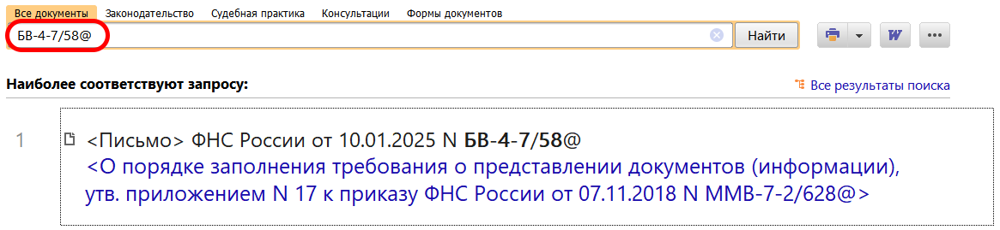 Все документы Законодательство Судебная практика Консультации Формы документов
БВ-4-7/58@ Найти W
Наиболее соответствуют запросу: Все результаты поиска
1 <Письмо> ФНС России от 10.01.2025 N БВ-4-7/58@
<О порядке заполнения требования о представлении документов (информации),
утв. приложением N 17 к приказу ФНС России от 07.11.2018 N ММВ-7-2/628@>